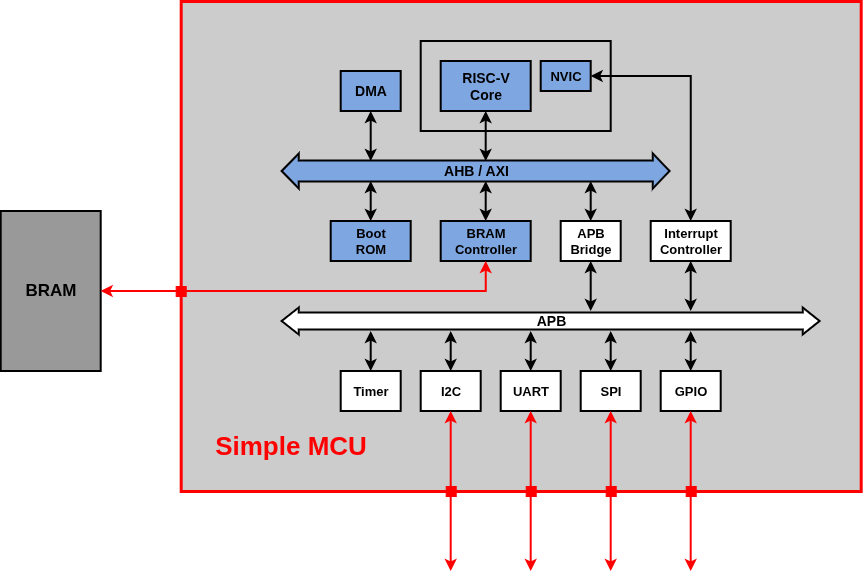 DMA
RISC-V
Core
NVIC
AHB / AXI
Boot
ROM
BRAM
Controller
APB
Bridge
Interrupt
Controller
BRAM
APB
Timer
I2C
UART
SPI
GPIO
Simple MCU